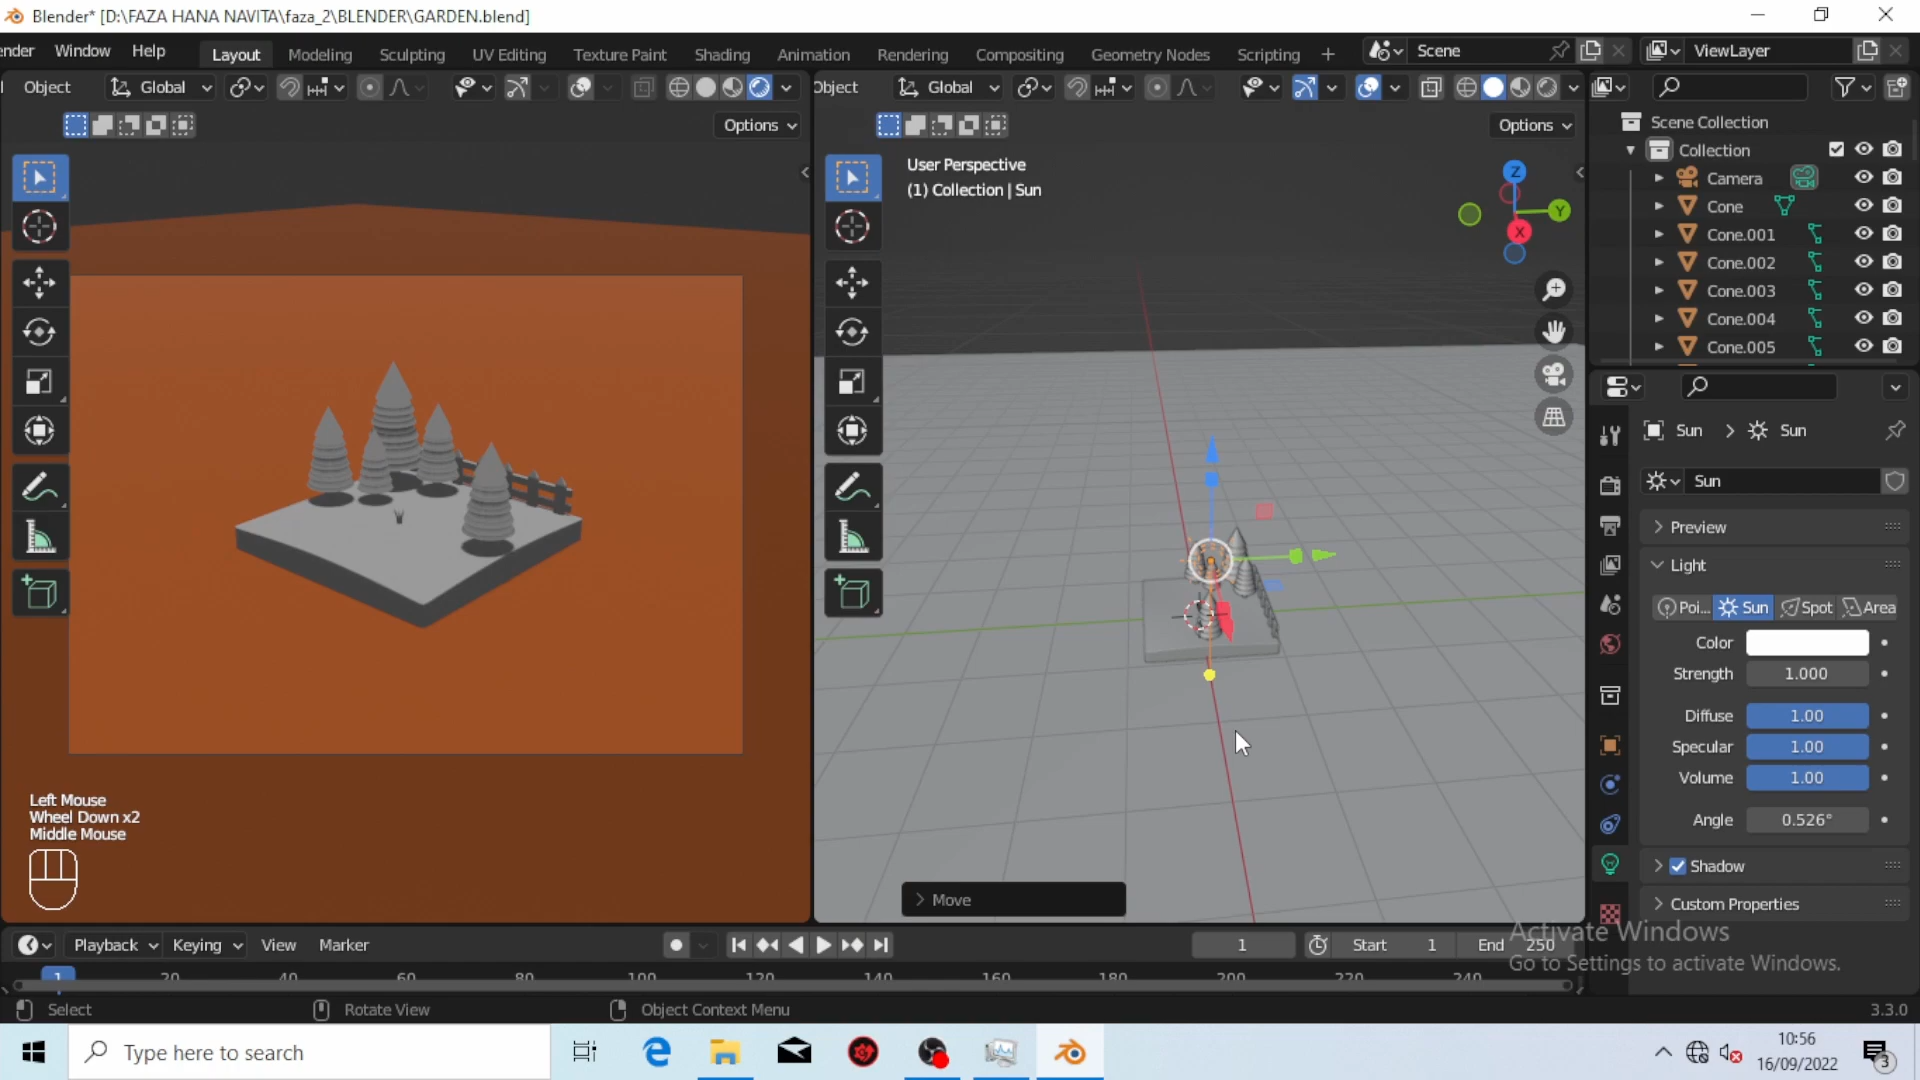 Blender* [D:\FAZA HANA NAVITA\faza_2\BLENDER\GARDEN.blend]
ender Window Help Layout Modeling Sculpting UV Editing Texture Paint Shading Animation Rendering Compositing Geometry Nodes Scripting + Scene ViewLayer
Object Global Object Global
Options Options
User Perspective
(1) Collection | Sun
Z
Y
X
Scene Collection
Collection
Camera
Cone
Cone.001
Cone.002
Cone.003
Cone.004
Cone.005
Sun > Sun
Sun
Preview
Light
Poi... Sun Spot Area
Color
Strength 1.000
Diffuse 1.00
Specular 1.00
Volume 1.00
Angle 0.526°
Shadow
Custom Properties
Left Mouse
Wheel Down x2
Middle Mouse
Move
Activate Windows
Go to Settings to activate Windows.
Playback Keying View Marker 1 Start 1 End 250
1 20 40 60 80 100 120 140 160 180 200 220 240
Select Rotate View Object Context Menu 3.3.0
Type here to search
10:56
16/09/2022
3